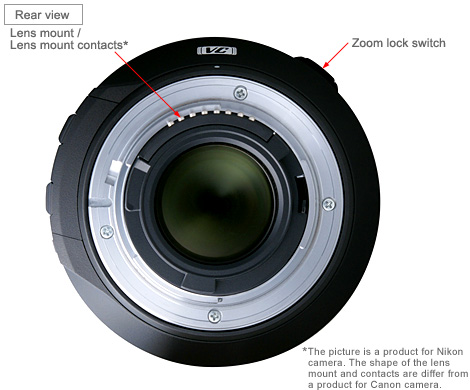 Rear view
Lens mount /
Lens mount contacts*
VC
Zoom lock switch
*The picture is a product for Nikon
camera. The shape of the lens
mount and contacts are differ from
a product for Canon camera.